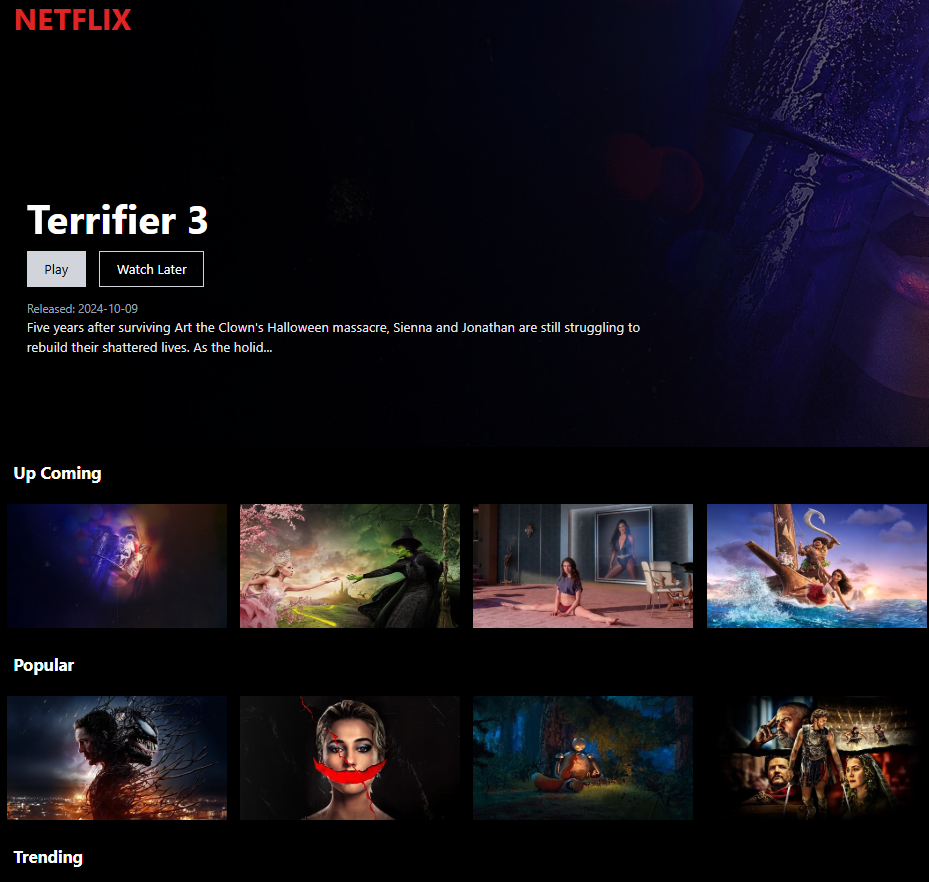 NETFLIX
Terrifier 3
Play
Watch Later
Released: 2024-10-09
Five years after surviving Art the Clown's Halloween massacre, Sienna and Jonathan are still struggling to
rebuild their shattered lives. As the holid...
Up Coming
Popular
Trending